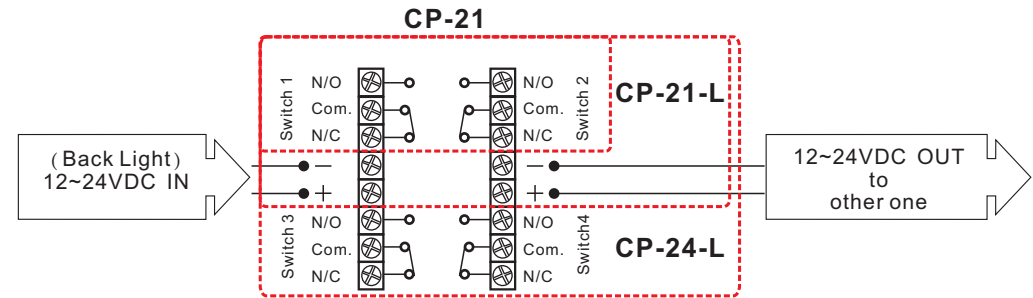 CP-21
Switch 1
N/O
Com.
N/C
N/O
Com.
N/C
Switch 2
CP-21-L
(Back Light)
12~24VDC IN
−
+
−
+
12~24VDC OUT
to
other one
Switch 3
N/O
Com.
N/C
N/O
Com.
N/C
Switch4
CP-24-L